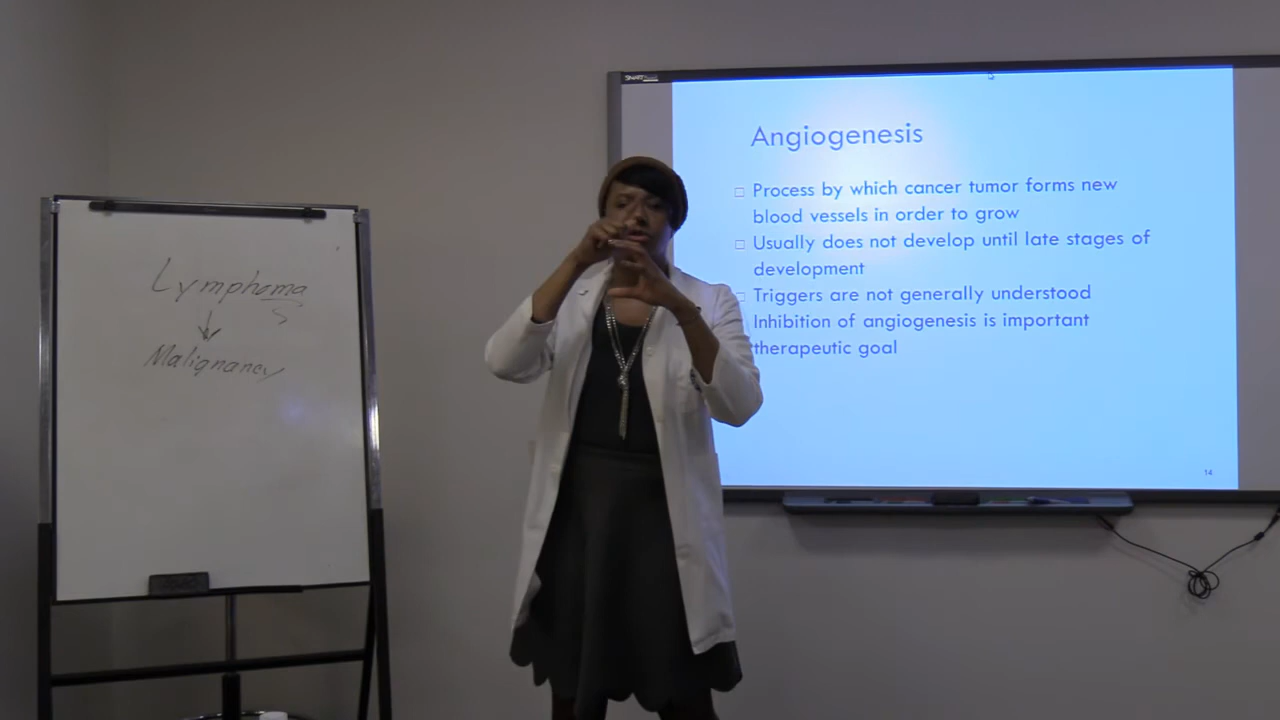 Lymphoma
Malignancy
SMART
Angiogenesis
Process by which cancer tumor forms new
blood vessels in order to grow
Usually does not develop until late stages of
development
Triggers are not generally understood
Inhibition of angiogenesis is important
therapeutic goal
14